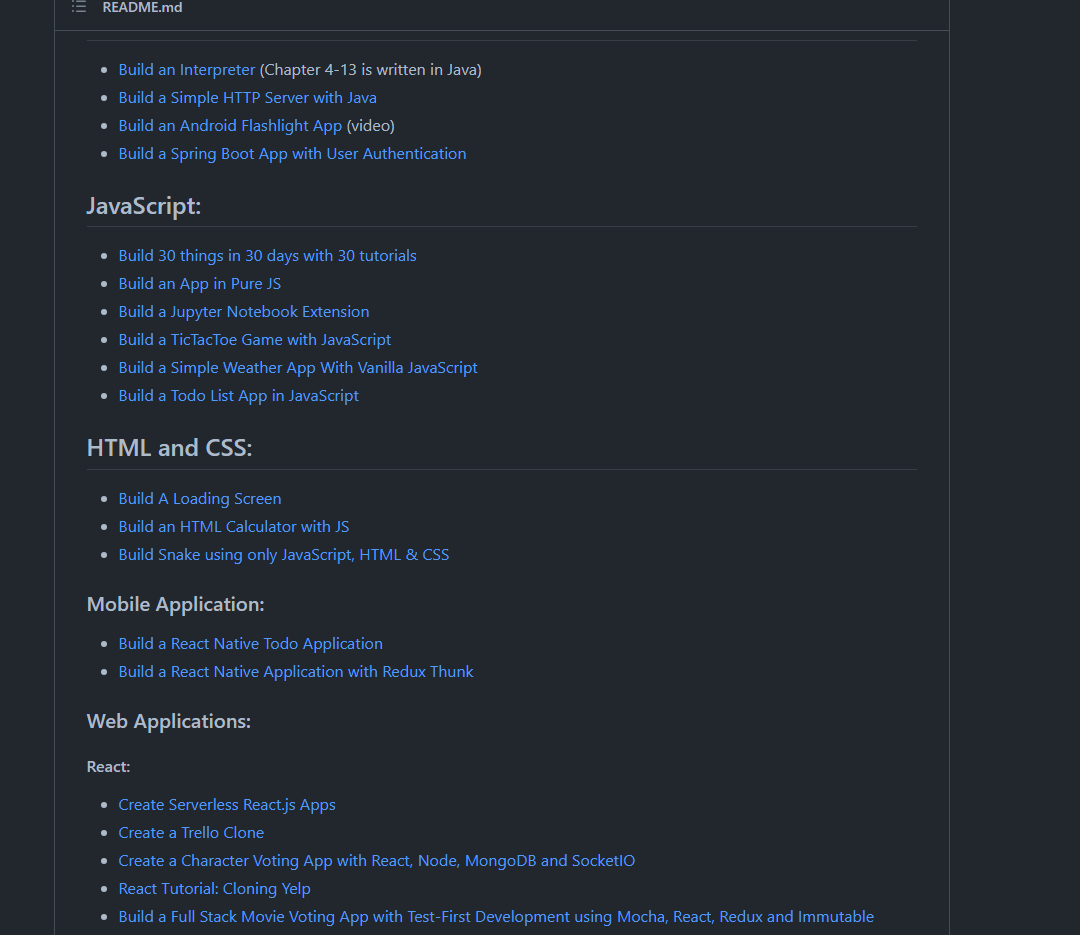 README.md
Build an Interpreter (Chapter 4-13 is written in Java)
Build a Simple HTTP Server with Java
Build an Android Flashlight App (video)
Build a Spring Boot App with User Authentication
JavaScript:
Build 30 things in 30 days with 30 tutorials
Build an App in Pure JS
Build a Jupyter Notebook Extension
Build a TicTacToe Game with JavaScript
Build a Simple Weather App With Vanilla JavaScript
Build a Todo List App in JavaScript
HTML and CSS:
Build A Loading Screen
Build an HTML Calculator with JS
Build Snake using only JavaScript, HTML & CSS
Mobile Application:
Build a React Native Todo Application
Build a React Native Application with Redux Thunk
Web Applications:
React:
Create Serverless React.js Apps
Create a Trello Clone
Create a Character Voting App with React, Node, MongoDB and SocketIO
React Tutorial: Cloning Yelp
Build a Full Stack Movie Voting App with Test-First Development using Mocha, React, Redux and Immutable